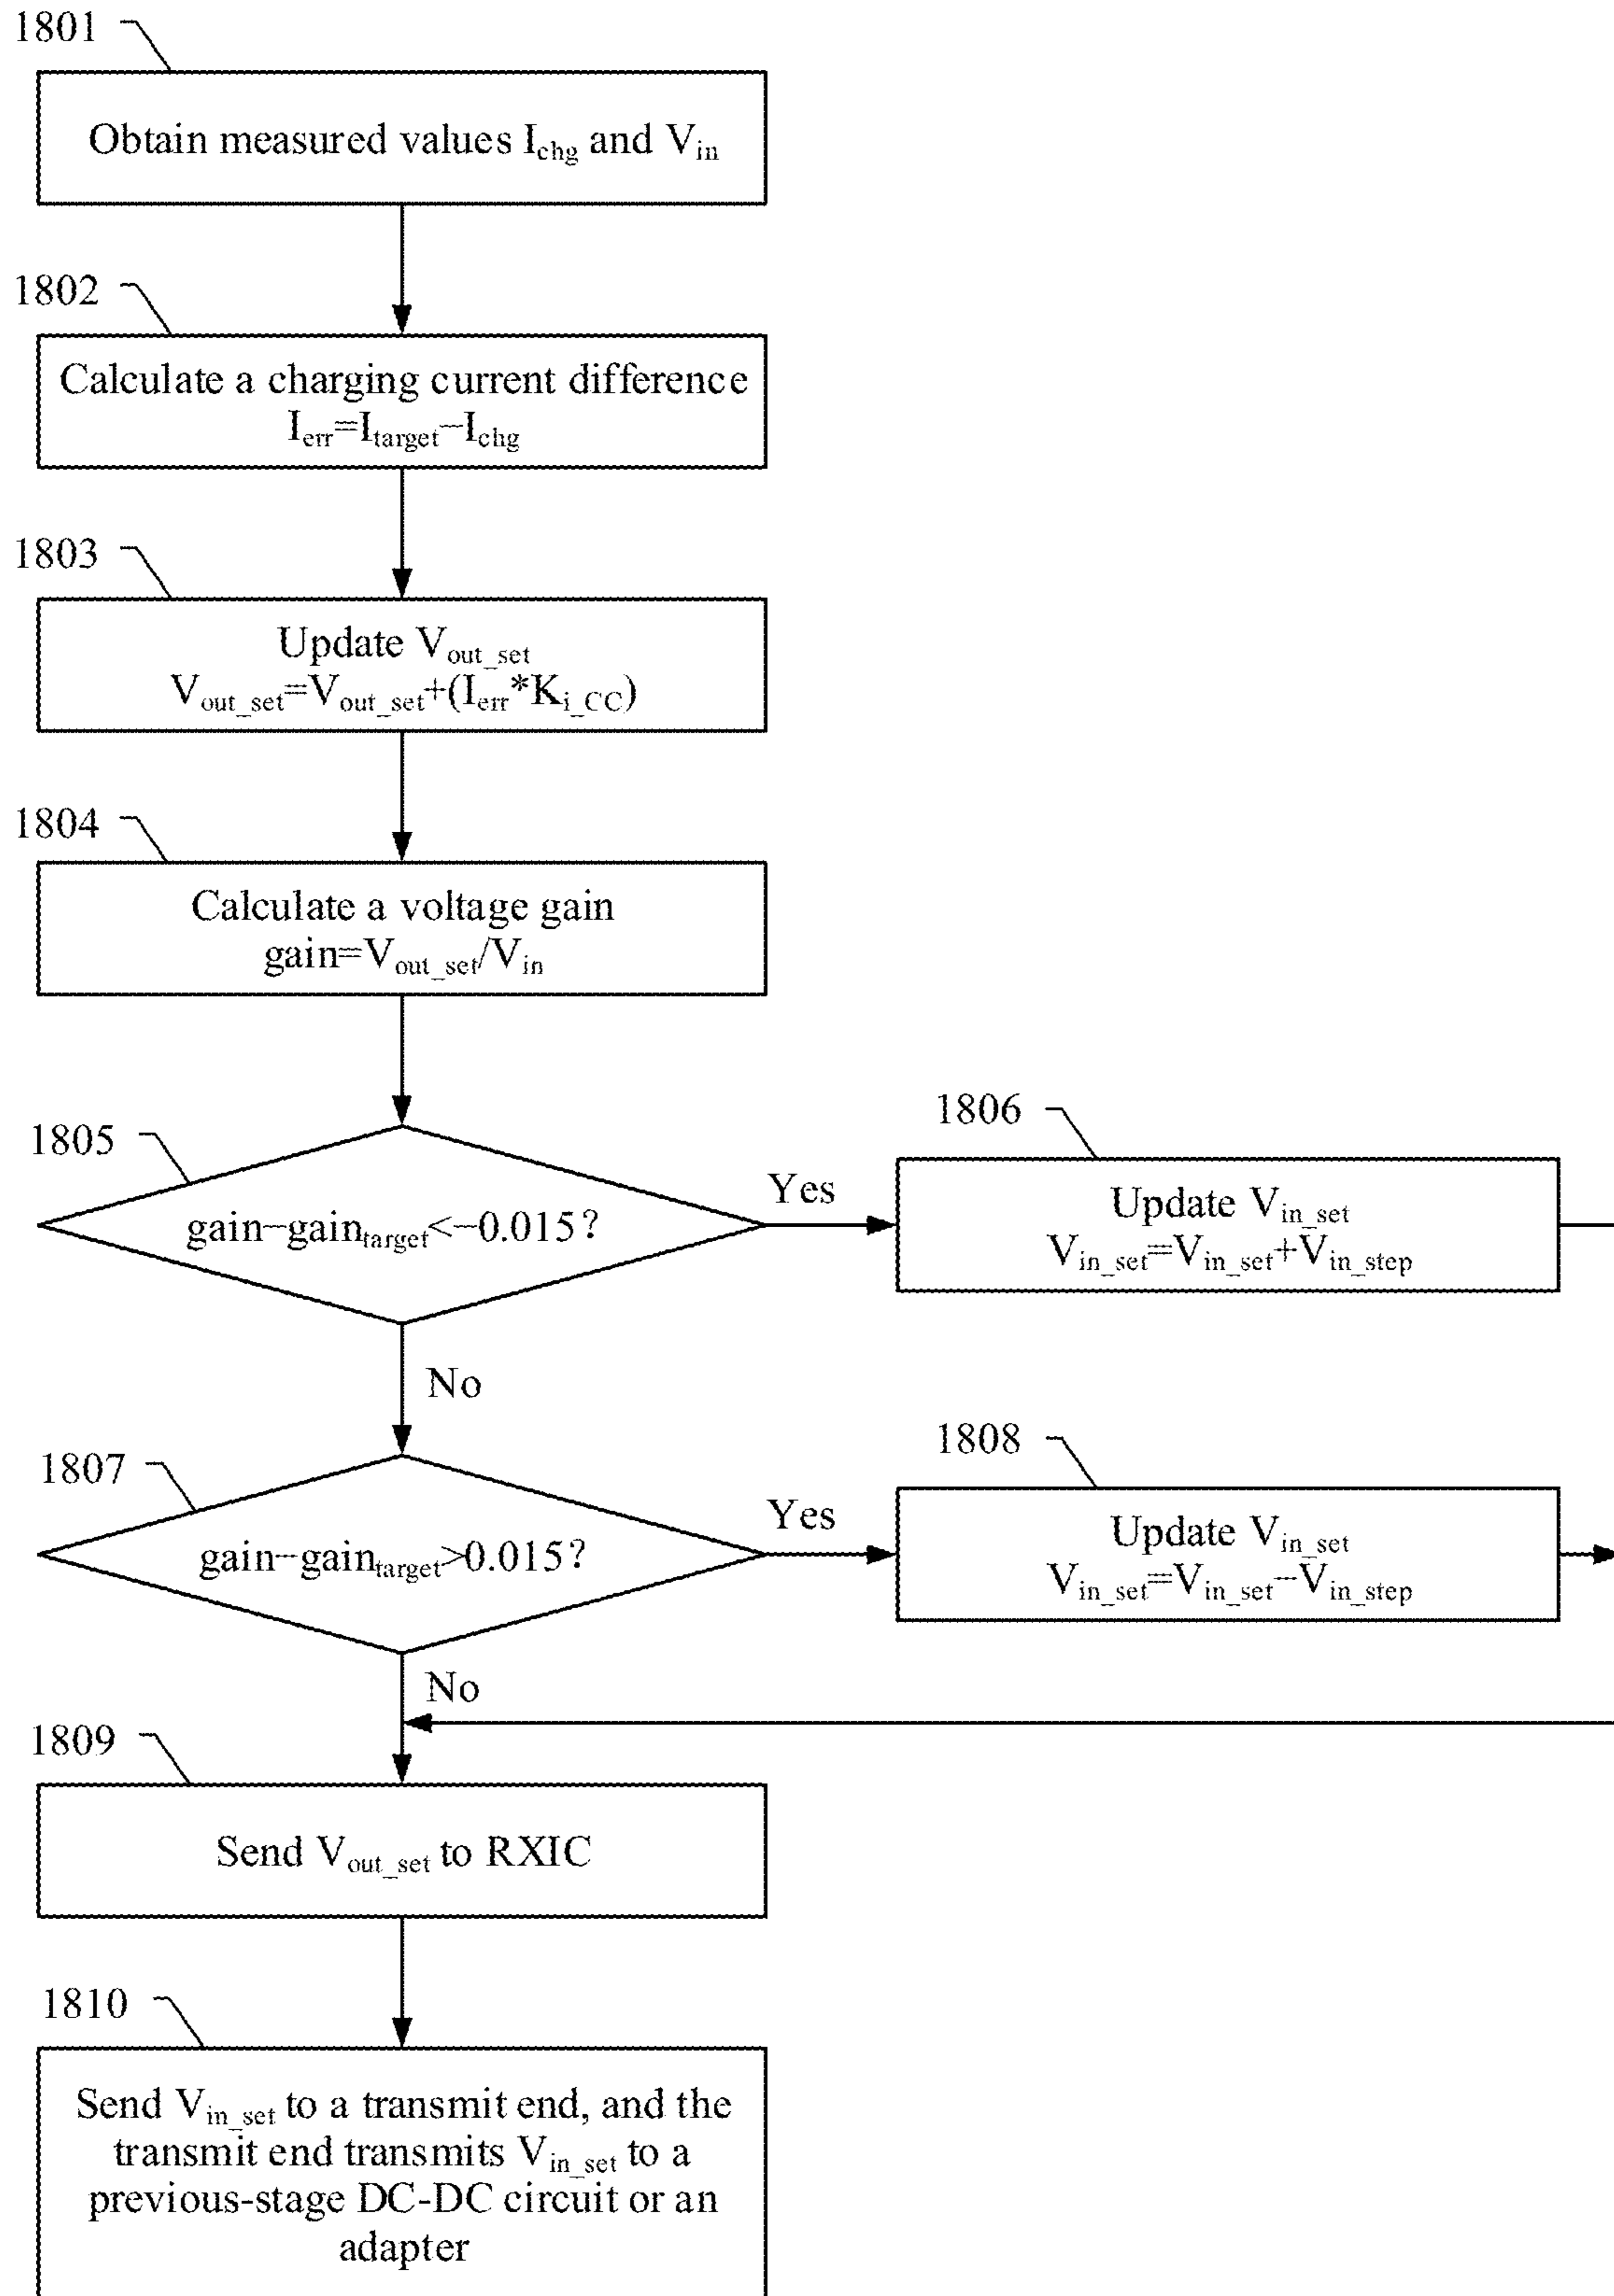 1801
Obtain measured values I_chg and V_in
1802
Calculate a charging current difference
I_err=I_target−I_chg
1803
Update V_out_set
V_out_set=V_out_set+(I_err*K_i_CC)
1804
Calculate a voltage gain
gain=V_out_set/V_in
1805
gain−gain_target<−0.015?
Yes
1806
Update V_in_set
V_in_set=V_in_set+V_in_step
No
1807
gain−gain_target>0.015?
Yes
1808
Update V_in_set
V_in_set=V_in_set−V_in_step
No
1809
Send V_out_set to RXIC
1810
Send V_in_set to a transmit end, and the
transmit end transmits V_in_set to a
previous-stage DC-DC circuit or an
adapter